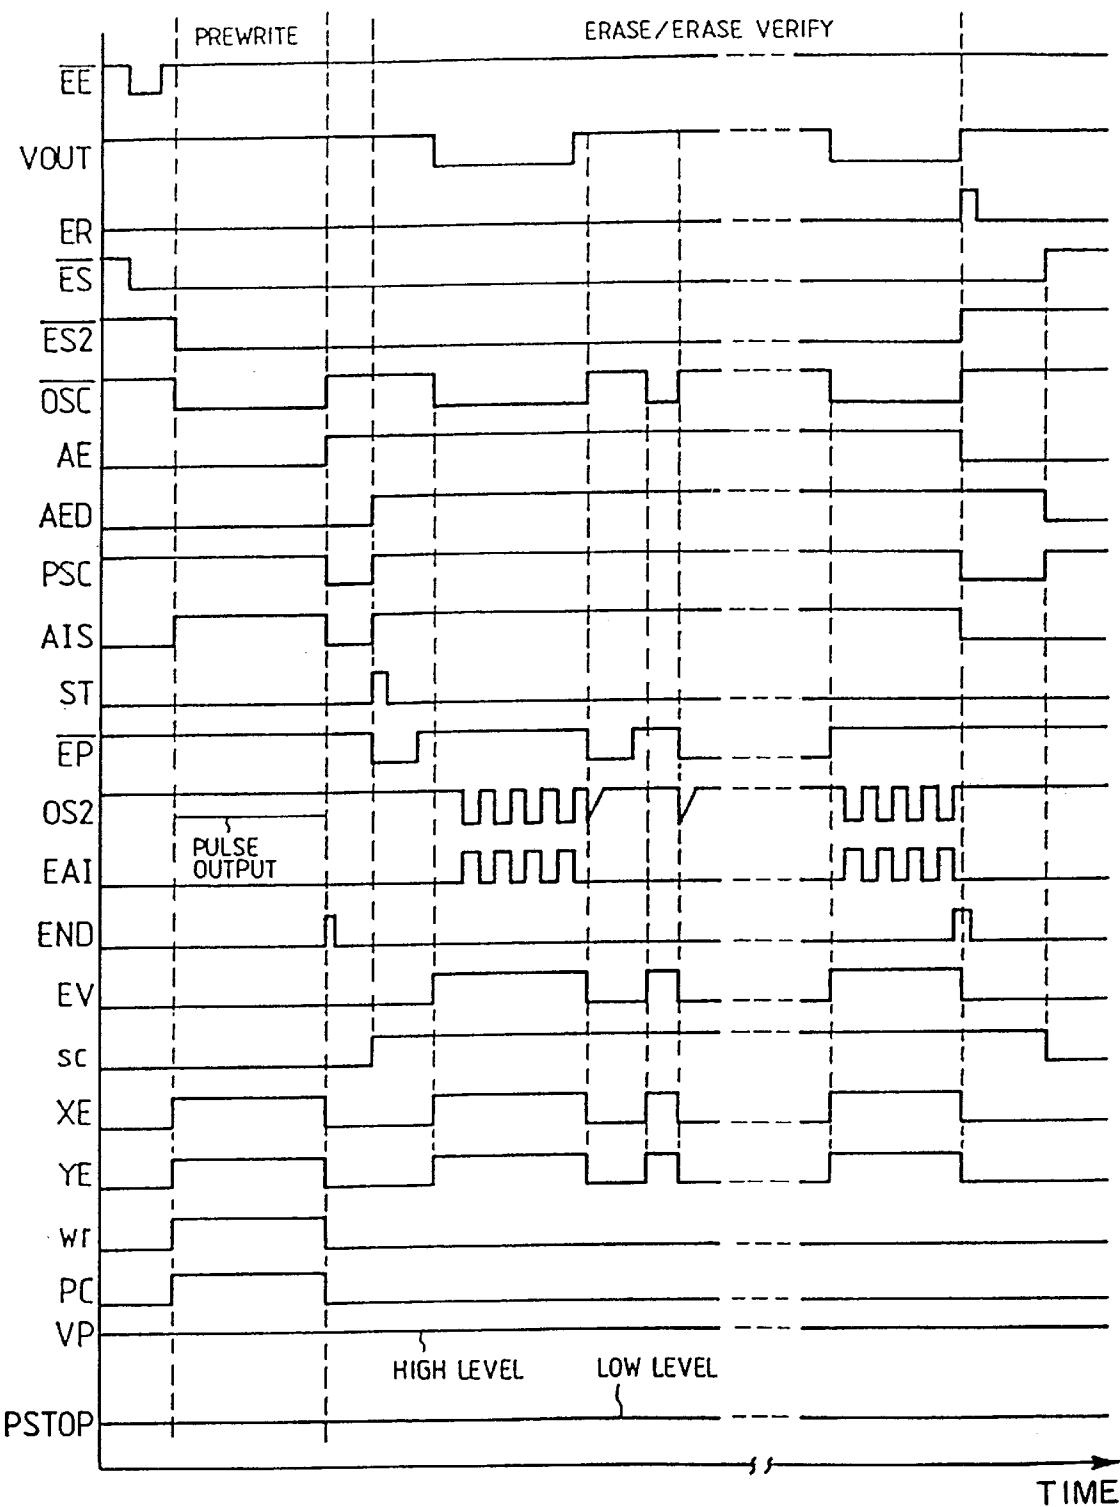 PREWRITE
ERASE/ERASE VERIFY
EE
VOUT
ER
ES
ES2
OSC
AE
AED
PSC
AIS
ST
EP
OS2
PULSE
OUTPUT
EAI
END
EV
SC
XE
YE
Wr
PC
VP
HIGH LEVEL
LOW LEVEL
PSTOP
TIME